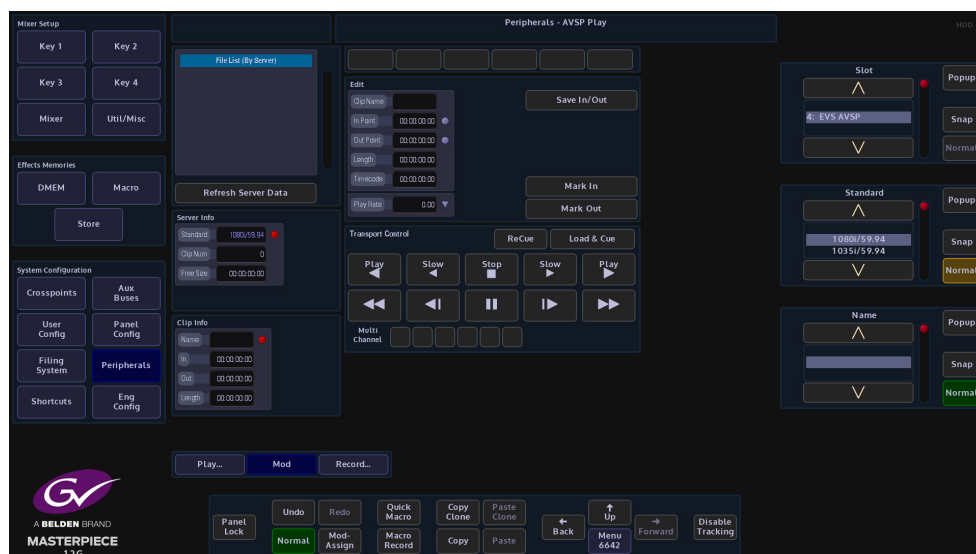 Mixer Setup
Key 1
Key 2
Key 3
Key 4
Mixer
Util/Misc
Effects Memories
DMEM
Macro
Store
System Configuration
Crosspoints
Aux
Buses
User
Config
Panel
Config
Filing
System
Peripherals
Shortcuts
Eng
Config
GV
A BELDEN BRAND
MASTERPIECE
12G
Peripherals - AVSP Play
HDD
File List (By Server)
Refresh Server Data
Server Info
Standard 1080i/59.94
Clip Num 0
Free Size 00:00:00:00
Clip Info
Name
In 00:00:00:00
Out 00:00:00:00
Length 00:00:00:00
Edit
Clip Name
In Point 00:00:00:00
Out Point 00:00:00:00
Length 00:00:00:00
Timecode 00:00:00:00
Play Rate 0.00
Save In/Out
Mark In
Mark Out
Transport Control
ReCue
Load & Cue
Play
Slow
Stop
Slow
Play
Multi
Channel
Slot
4: EVS AVSP
Popup
Snap
Normal
Standard
1080i/59.94
1035i/59.94
Popup
Snap
Normal
Name
Popup
Snap
Normal
Play...
Mod
Record...
Panel
Lock
Undo
Redo
Normal
Mod-
Assign
Quick
Macro
Macro
Record
Copy
Clone
Paste
Clone
Copy
Paste
Back
Up
Menu
6642
Forward
Disable
Tracking